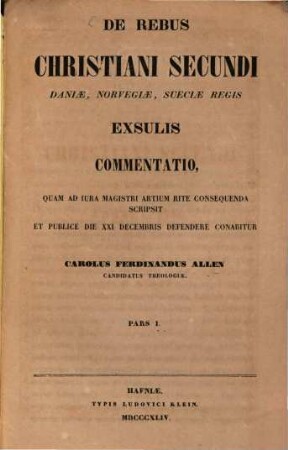 DE REBUS
CHRISTIANI SECUNDI
DANIÆ, NORVEGIÆ, SUECIÆ REGIS
EXSULIS
COMMENTATIO,
QUAM AD IURA MAGISTRI ARTIUM RITE CONSEQUENDA
SCRIPSIT
ET PUBLICE DIE XXI DECEMBRIS DEFENDERE CONABITUR
CAROLUS FERDINANDUS ALLEN
CANDIDATUS THEOLOGIÆ.
PARS I.
HAFNIÆ.
TYPIS LUDOVICI KLEIN.
MDCCCXLIV.